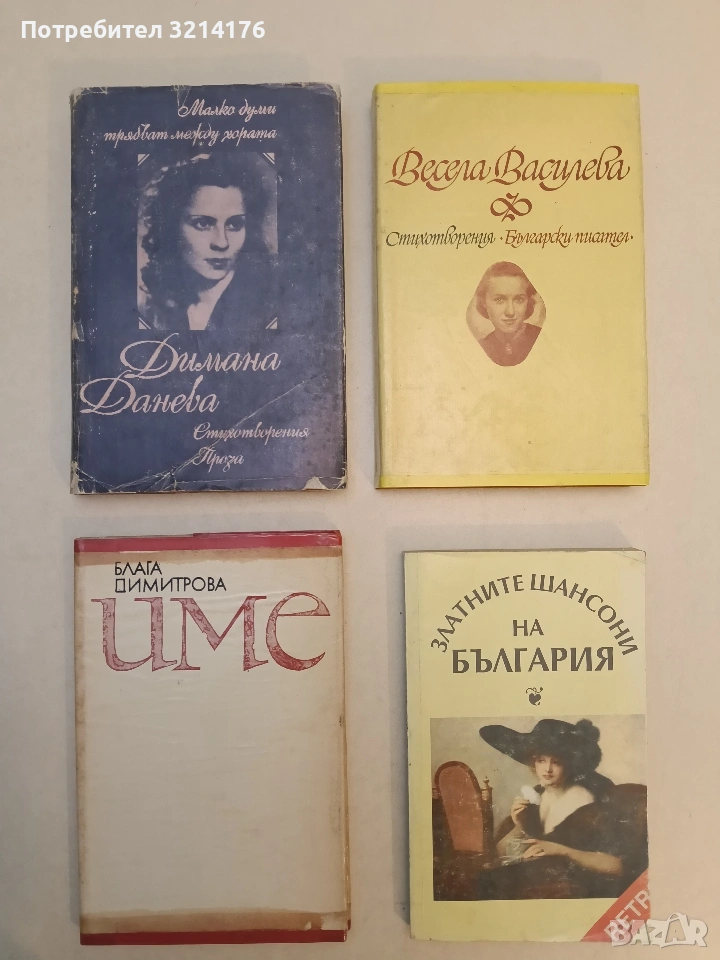 Потребител 3214176
Малко думи
трябват между хората
Димана
Данева
Стихотворения
Проза
Весела Василева
Стихотворения · Български писател ·
БЛАГА
ДИМИТРОВА
име
ЗЛАТНИТЕ ШАНСОНИ
НА
БЪЛГАРИЯ
BAZAR